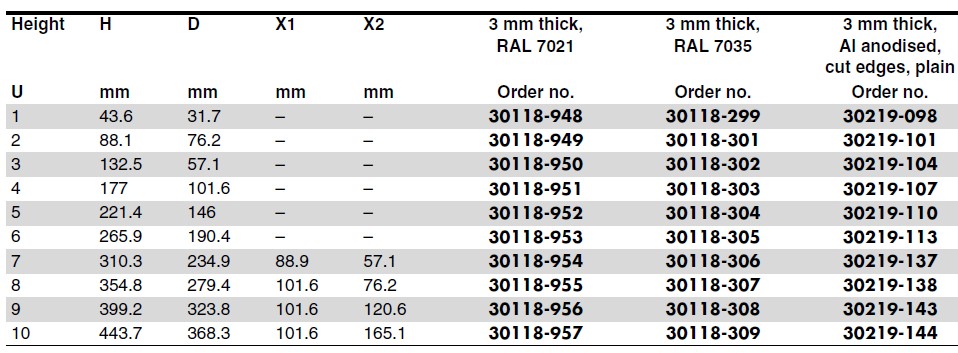 Height H D X1 X2 3 mm thick, 3 mm thick, 3 mm thick,
RAL 7021 RAL 7035 Al anodised,
cut edges, plain
U mm mm mm mm Order no. Order no. Order no.
1 43.6 31.7 – – 30118-948 30118-299 30219-098
2 88.1 76.2 – – 30118-949 30118-301 30219-101
3 132.5 57.1 – – 30118-950 30118-302 30219-104
4 177 101.6 – – 30118-951 30118-303 30219-107
5 221.4 146 – – 30118-952 30118-304 30219-110
6 265.9 190.4 – – 30118-953 30118-305 30219-113
7 310.3 234.9 88.9 57.1 30118-954 30118-306 30219-137
8 354.8 279.4 101.6 76.2 30118-955 30118-307 30219-138
9 399.2 323.8 101.6 120.6 30118-956 30118-308 30219-143
10 443.7 368.3 101.6 165.1 30118-957 30118-309 30219-144